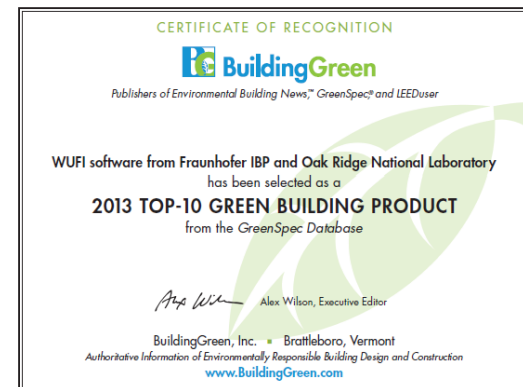 CERTIFICATE OF RECOGNITION
BG BuildingGreen
Publishers of Environmental Building News,™ GreenSpec,® and LEEDuser
WUFI software from Fraunhofer IBP and Oak Ridge National Laboratory
has been selected as a
2013 TOP-10 GREEN BUILDING PRODUCT
from the GreenSpec Database
Alex Wilson, Executive Editor
BuildingGreen, Inc. ▪ Brattleboro, Vermont
Authoritative Information of Environmentally Responsible Building Design and Construction
www.BuildingGreen.com